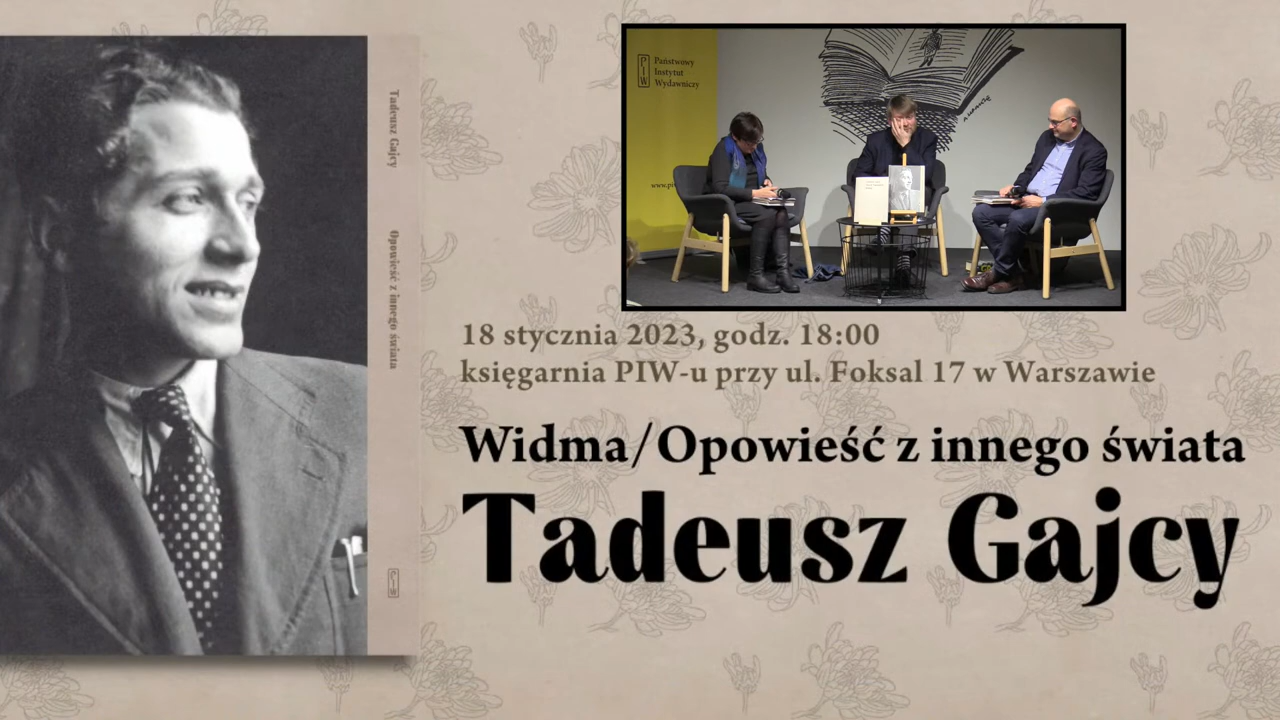 Tadeusz Gajcy
Opowieść z innego świata
PIW
Państwowy
Instytut
Wydawniczy
18 stycznia 2023, godz. 18:00
księgarnia PIW-u przy ul. Foksal 17 w Warszawie
Widma/Opowieść z innego świata
Tadeusz Gajcy